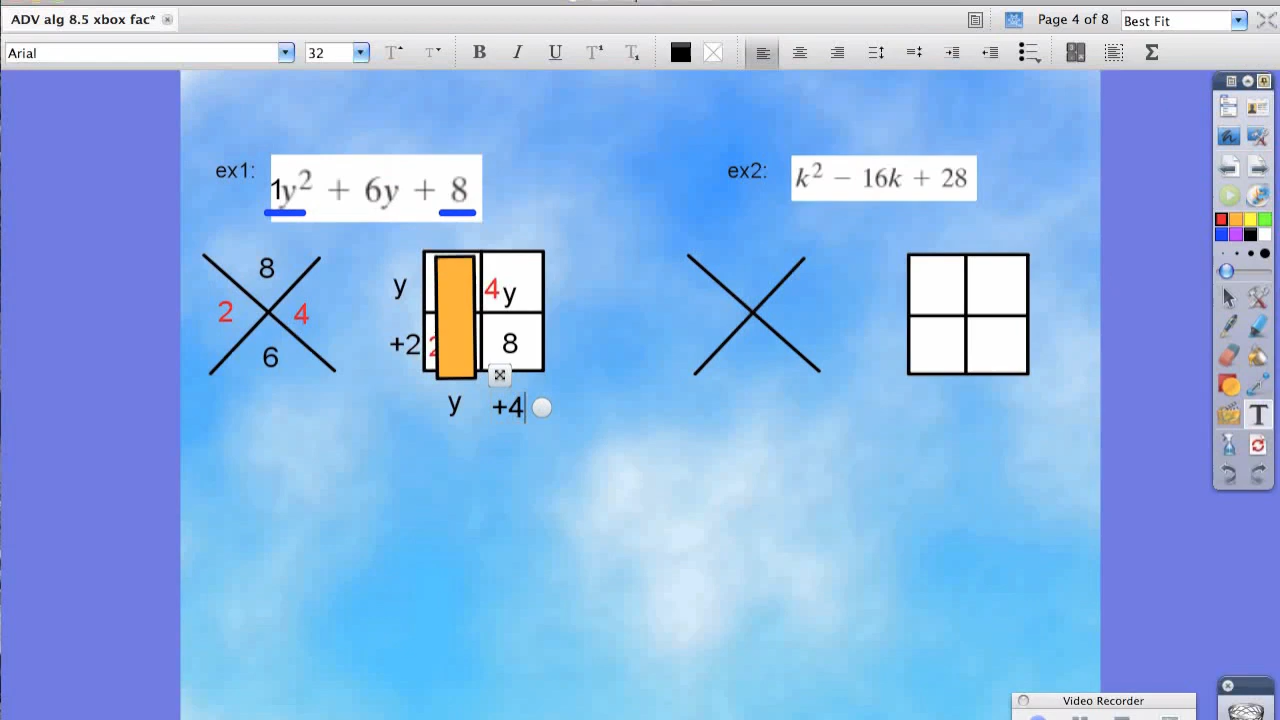 ADV alg 8.5 xbox fac*
Page 4 of 8
Best Fit
Arial
32
B I U T T
Σ
ex1:
1y² + 6y + 8
ex2:
k² − 16k + 28
8
2 4
6
y
4y
+2
8
y +4
T
Video Recorder